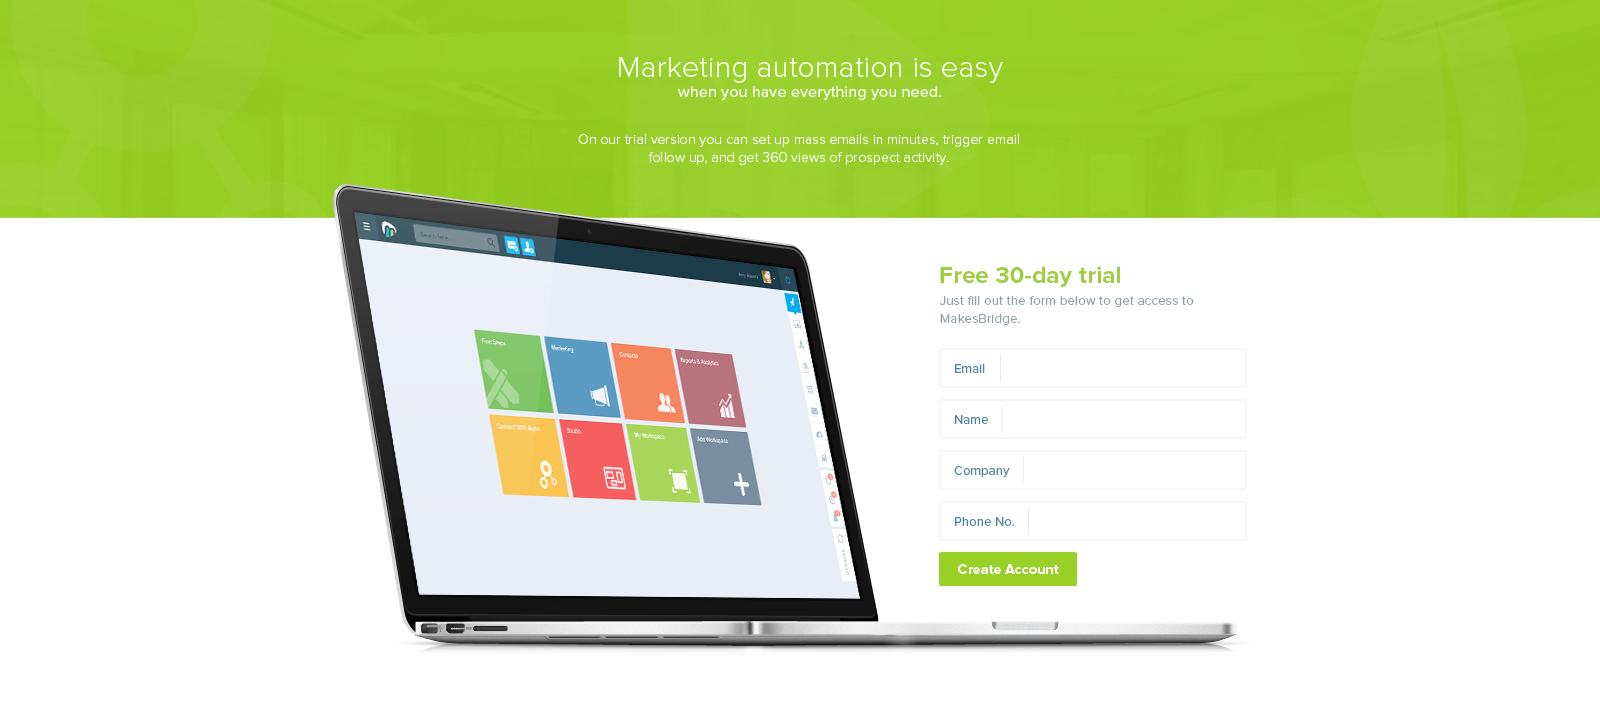 Marketing automation is easy
when you have everything you need.
On our trial version you can set up mass emails in minutes, trigger email
follow up, and get 360 views of prospect activity.
Search here...
First Steps
Marketing
Contacts
Reports & Analytics
Connect With Apps
Studio
My Workspace
Add Workspace
Free 30-day trial
Just fill out the form below to get access to
MakesBridge.
Email
Name
Company
Phone No.
Create Account